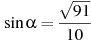 sin α = √91/10